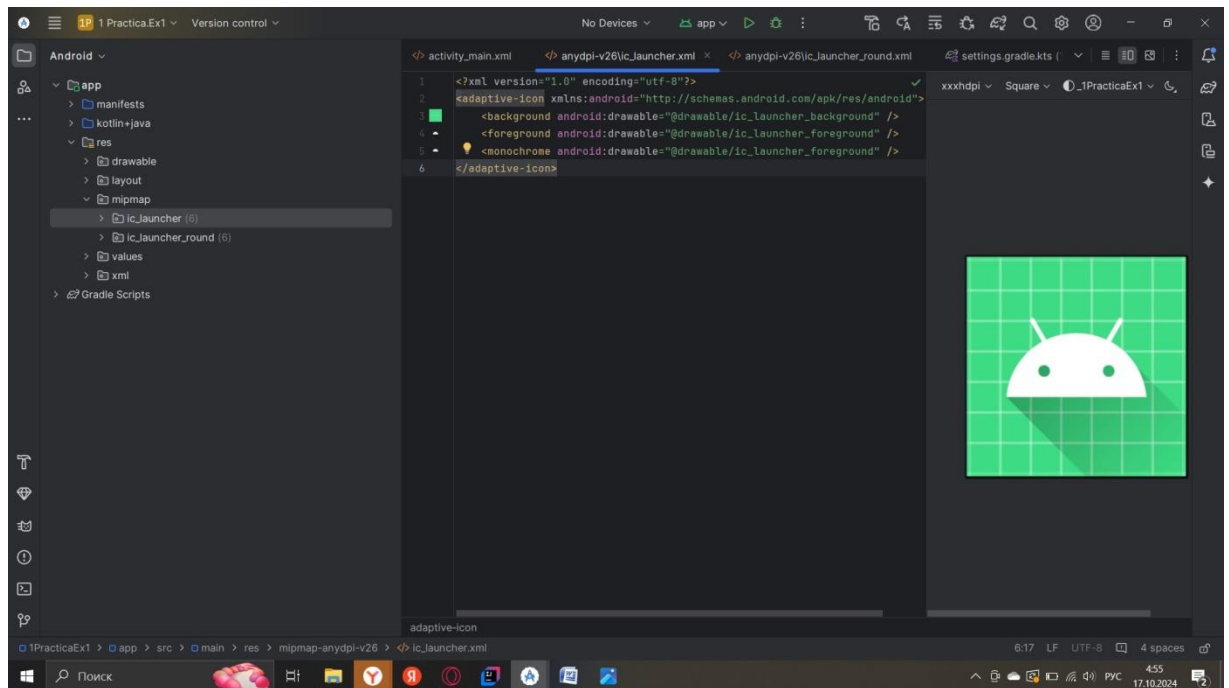 1P 1 Practica.Ex1 Version control No Devices app
Android
activity_main.xml anydpi-v26\ic_launcher.xml anydpi-v26\ic_launcher_round.xml settings.gradle.kts (
app
manifests
kotlin+java
res
drawable
layout
mipmap
ic_launcher (6)
ic_launcher_round (6)
values
xml
Gradle Scripts
1 <?xml version="1.0" encoding="utf-8"?>
2 <adaptive-icon xmlns:android="http://schemas.android.com/apk/res/android">
3 <background android:drawable="@drawable/ic_launcher_background" />
4 <foreground android:drawable="@drawable/ic_launcher_foreground" />
5 <monochrome android:drawable="@drawable/ic_launcher_foreground" />
6 </adaptive-icon>
xxxhdpi Square _1PracticaEx1
adaptive-icon
1PracticaEx1 > app > src > main > res > mipmap-anydpi-v26 > ic_launcher.xml 6:17 LF UTF-8 4 spaces
Поиск
РУС
4:55
17.10.2024
2